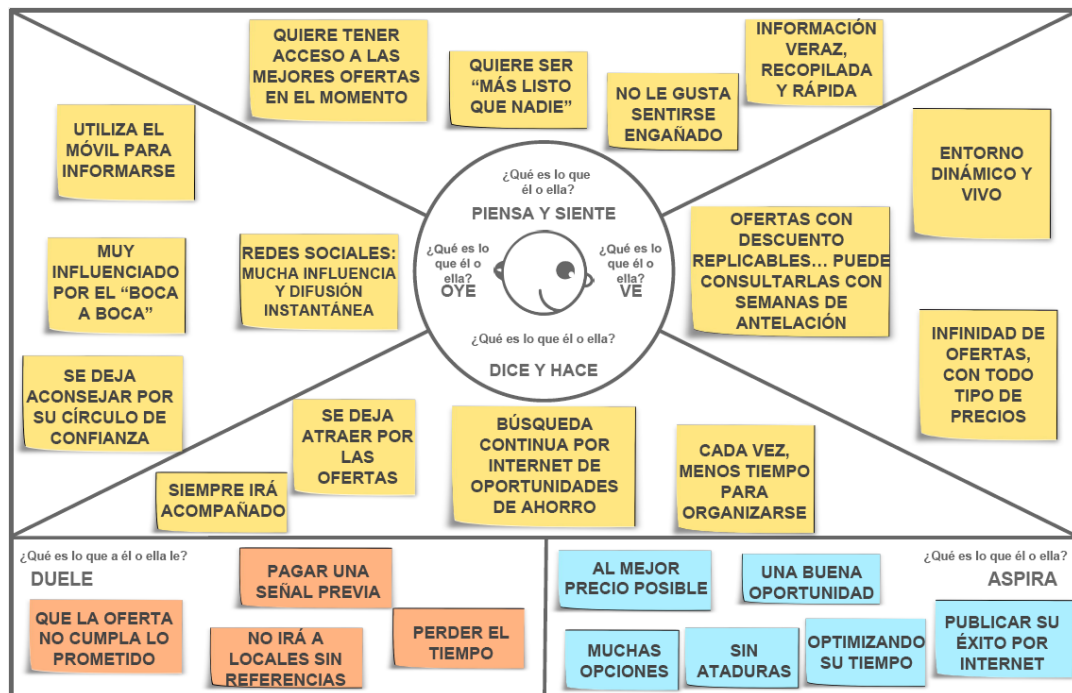 QUIERE TENER
ACCESO A LAS
MEJORES OFERTAS
EN EL MOMENTO
QUIERE SER
“MÁS LISTO
QUE NADIE”
NO LE GUSTA
SENTIRSE
ENGAÑADO
INFORMACIÓN
VERAZ,
RECOPILADA
Y RÁPIDA
UTILIZA EL
MÓVIL PARA
INFORMARSE
MUY
INFLUENCIADO
POR EL “BOCA
A BOCA”
REDES SOCIALES:
MUCHA INFLUENCIA
Y DIFUSIÓN
INSTANTÁNEA
SE DEJA
ACONSEJAR POR
SU CÍRCULO DE
CONFIANZA
¿Qué es lo que
él o ella?
PIENSA Y SIENTE
¿Qué es lo
que él o
ella?
OYE
¿Qué es lo
que él o
ella?
VE
¿Qué es lo que él o ella?
DICE Y HACE
ENTORNO
DINÁMICO Y
VIVO
OFERTAS CON
DESCUENTO
REPLICABLES... PUEDE
CONSULTARLAS CON
SEMANAS DE
ANTELACIÓN
INFINIDAD DE
OFERTAS,
CON TODO
TIPO DE
PRECIOS
SIEMPRE IRÁ
ACOMPAÑADO
SE DEJA
ATRAER POR
LAS
OFERTAS
BÚSQUEDA
CONTINUA POR
INTERNET DE
OPORTUNIDADES
DE AHORRO
CADA VEZ,
MENOS TIEMPO
PARA
ORGANIZARSE
¿Qué es lo que a él o ella le?
DUELE
PAGAR UNA
SEÑAL PREVIA
QUE LA OFERTA
NO CUMPLA LO
PROMETIDO
NO IRÁ A
LOCALES SIN
REFERENCIAS
PERDER EL
TIEMPO
¿Qué es lo que él o ella?
ASPIRA
AL MEJOR
PRECIO POSIBLE
UNA BUENA
OPORTUNIDAD
MUCHAS
OPCIONES
SIN
ATADURAS
OPTIMIZANDO
SU TIEMPO
PUBLICAR SU
ÉXITO POR
INTERNET